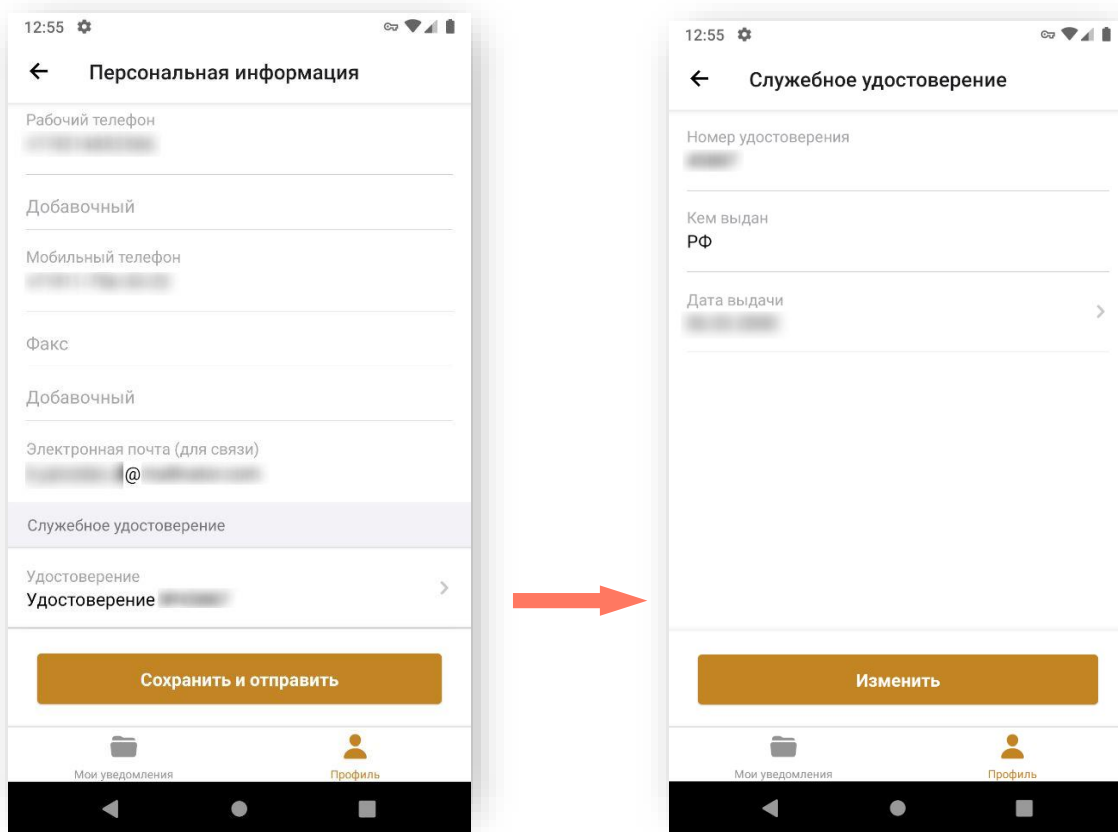 12:55
Персональная информация
Рабочий телефон
Добавочный
Мобильный телефон
Факс
Добавочный
Электронная почта (для связи)
@
Служебное удостоверение
Удостоверение
Удостоверение
Сохранить и отправить
Мои уведомления
Профиль
12:55
Служебное удостоверение
Номер удостоверения
Кем выдан
РФ
Дата выдачи
Изменить
Мои уведомления
Профиль